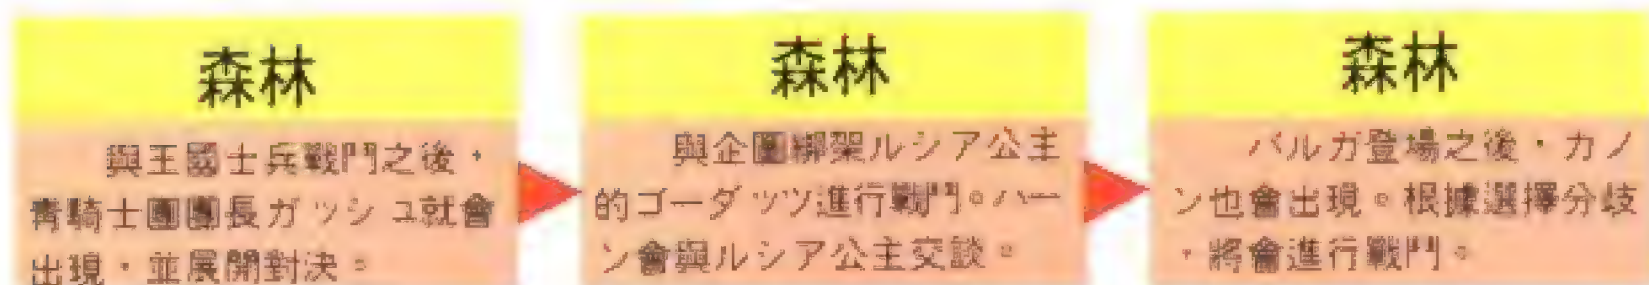 森林
與王國士兵戰鬥之後，
青騎士團團長ガッシュ就會
出現，並展開對決。
森林
與企圖綁架ルシア公主
的ゴーダッツ進行戰鬥。ハー
ン會與ルシア公主交談。
森林
バルガ登場之後，カノ
ン也會出現。根據選擇分歧
，將會進行戰鬥。